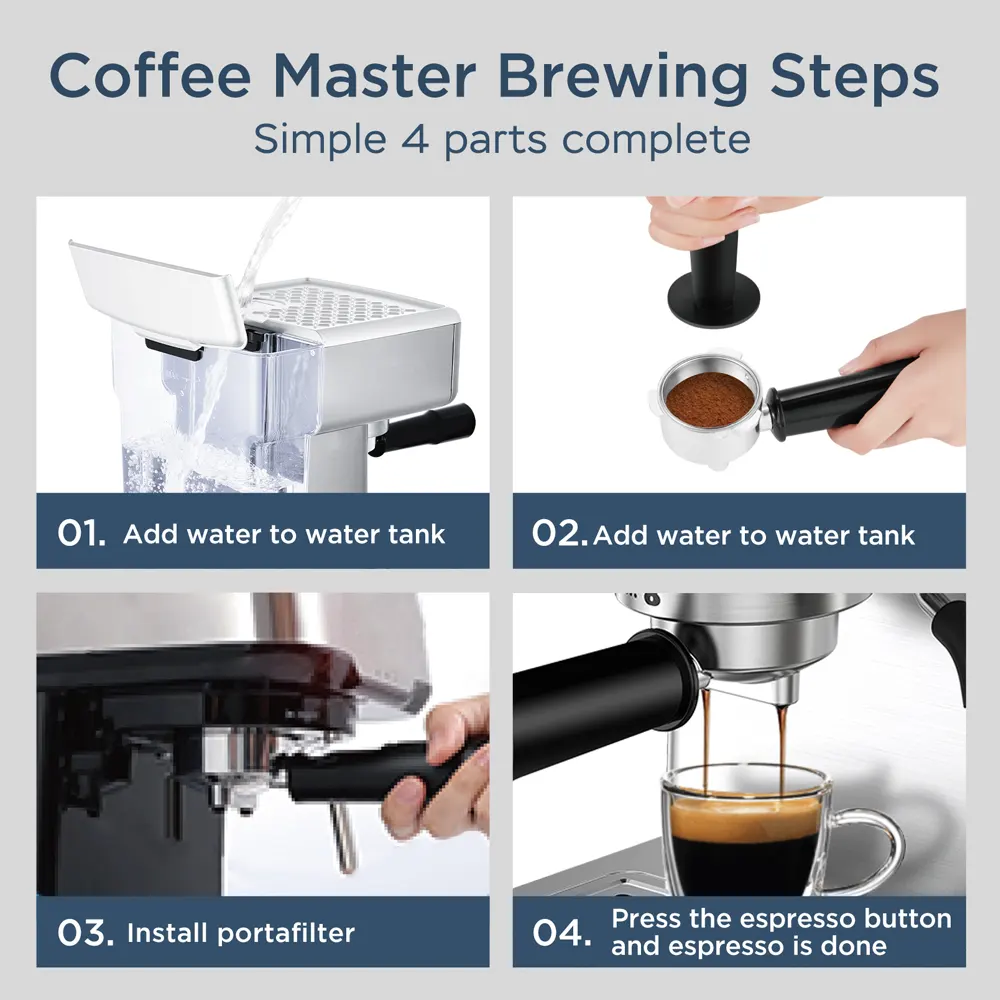 Coffee Master Brewing Steps
Simple 4 parts complete
01. Add water to water tank
02. Add water to water tank
03. Install portafilter
04. Press the espresso button
and espresso is done